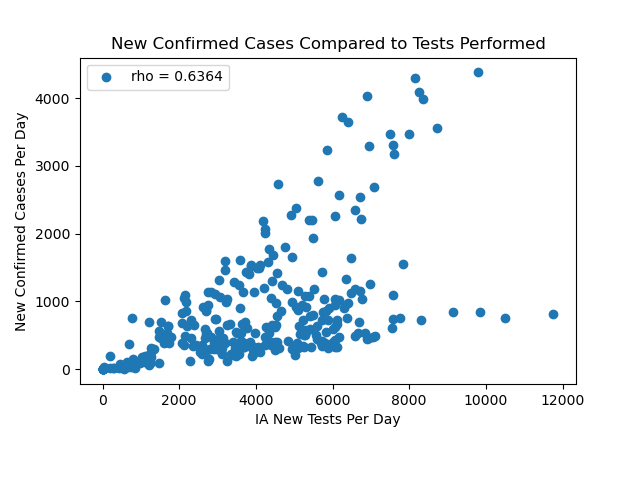 New Confirmed Cases Compared to Tests Performed
rho = 0.6364
New Confirmed Caeses Per Day
4000
3000
2000
1000
0
0 2000 4000 6000 8000 10000 12000
IA New Tests Per Day